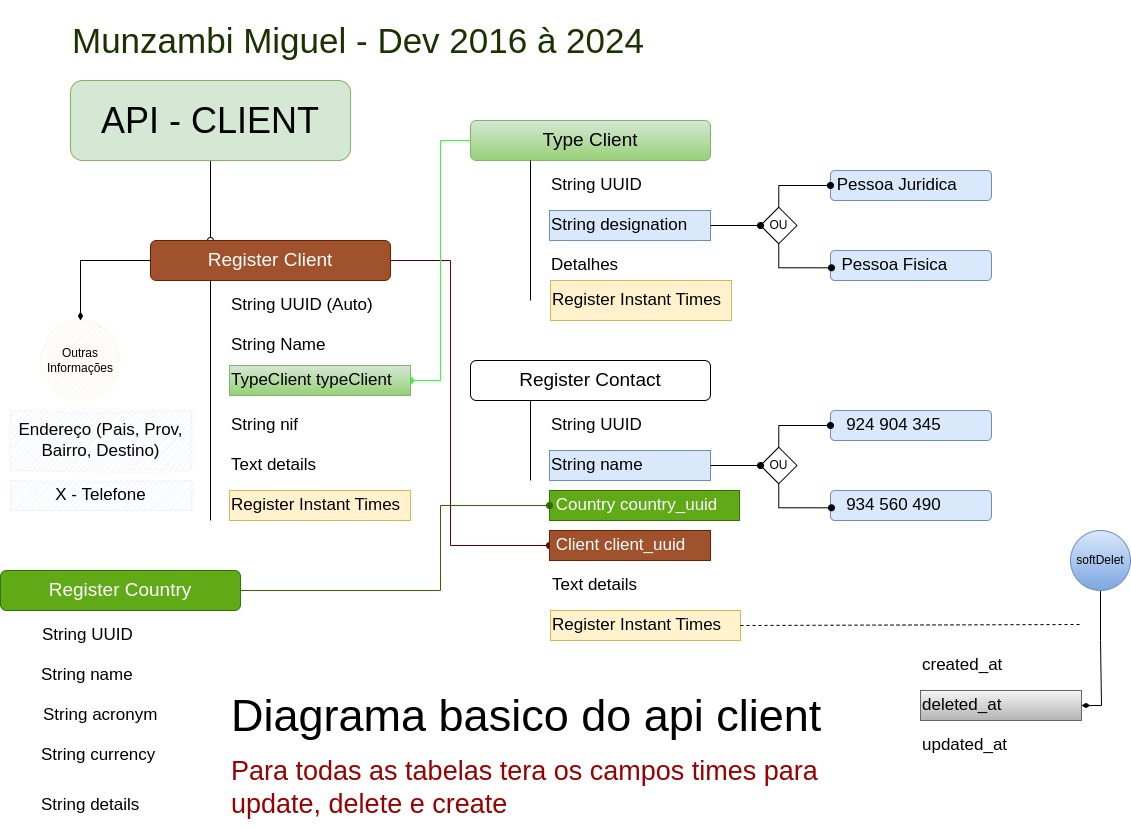 Munzambi Miguel - Dev 2016 à 2024
API - CLIENT
Register Client
String UUID (Auto)
String Name
TypeClient typeClient
String nif
Text details
Register Instant Times
Outras
Informações
Endereço (Pais, Prov,
Bairro, Destino)
X - Telefone
Type Client
String UUID
String designation
Detalhes
Register Instant Times
OU
Pessoa Juridica
Pessoa Fisica
Register Contact
String UUID
String name
Country country_uuid
Client client_uuid
Text details
Register Instant Times
OU
924 904 345
934 560 490
softDelet
created_at
deleted_at
updated_at
Register Country
String UUID
String name
String acronym
String currency
String details
Diagrama basico do api client
Para todas as tabelas tera os campos times para
update, delete e create